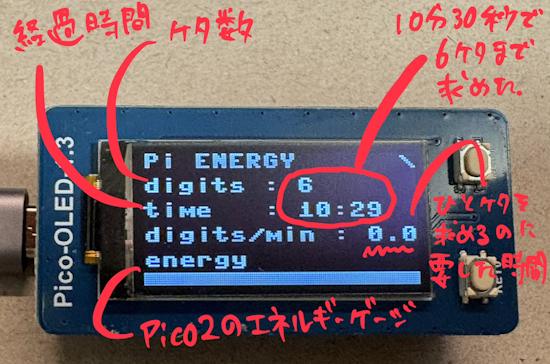 経過時間
ケタ数
10分30秒で
6ケタまで
求めた。
Pico-OLED-1.3
Pi ENERGY
digits : 6
time : 10:29
digits/min : 0.0
energy
ひとケタを
求めるのに
要した時間
Pico2のエネルギーゲージ